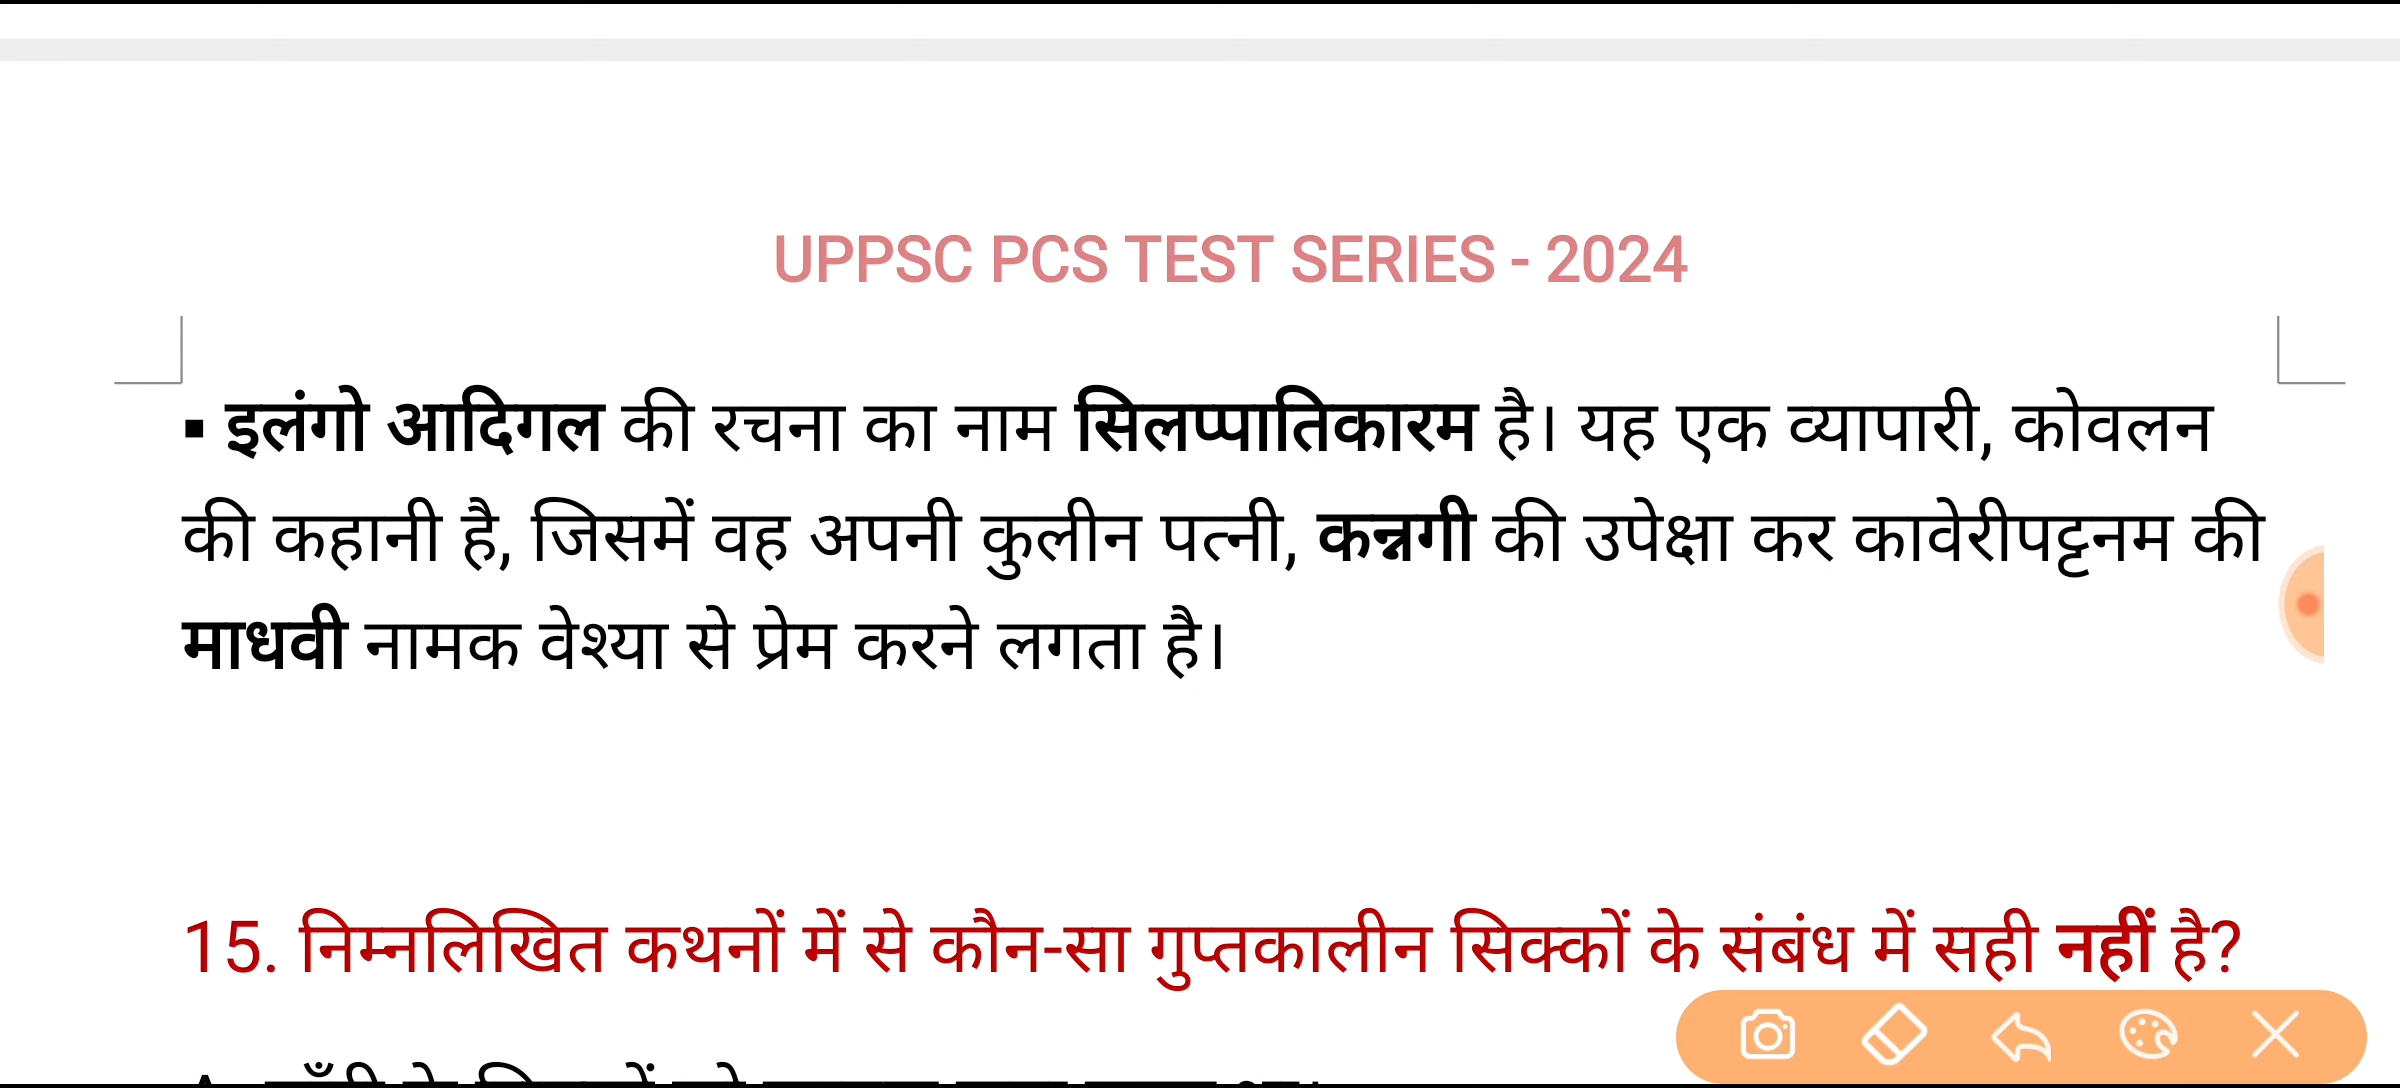 UPPSC PCS TEST SERIES - 2024
▪ इलंगो आदिगल की रचना का नाम सिलप्पातिकारम है। यह एक व्यापारी, कोवलन
की कहानी है, जिसमें वह अपनी कुलीन पत्नी, कन्नगी की उपेक्षा कर कावेरीपट्टनम की
माधवी नामक वेश्या से प्रेम करने लगता है।
15. निम्नलिखित कथनों में से कौन-सा गुप्तकालीन सिक्कों के संबंध में सही नहीं है?